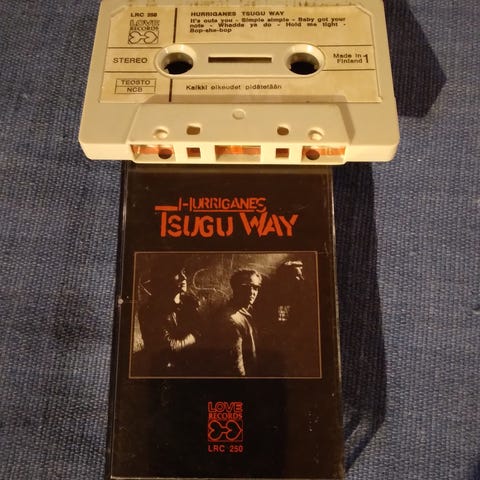 LRC 250
LOVE
RECORDS
HURRIGANES TSUGU WAY
It's outa you - Simple simple - Baby got your
note - Whadda ya do - Hold me tight -
Bop-sha-bop
STEREO
Made in
Finland 1
TEOSTO
NCB
Kaikki oikeudet pidätetään
HURRIGANES
TSUGU WAY
LOVE
RECORDS
LRC 250